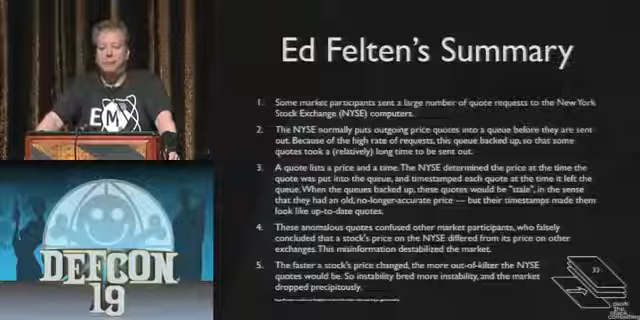 Ed Felten's Summary
1. Some market participants sent a large number of quote requests to the New York
Stock Exchange (NYSE) computers.
2. The NYSE normally puts outgoing price quotes into a queue before they are sent
out. Because of the high rate of requests, this queue backed up, so that some
quotes took a (relatively) long time to be sent out.
3. A quote lists a price and a time. The NYSE determined the price at the time the
quote was put into the queue, and timestamped each quote at the time it left the
queue. When the queues backed up, these quotes would be "stale", in the sense
that they had an old, no-longer-accurate price — but their timestamps made them
look like up-to-date quotes.
4. These anomalous quotes confused other market participants, who falsely
concluded that a stock's price on the NYSE differed from its price on other
exchanges. This misinformation destabilized the market.
5. The faster a stock's price changed, the more out-of-kilter the NYSE
quotes would be. So instability bred more instability, and the market
dropped precipitously.
33
E M
DEFCON
19